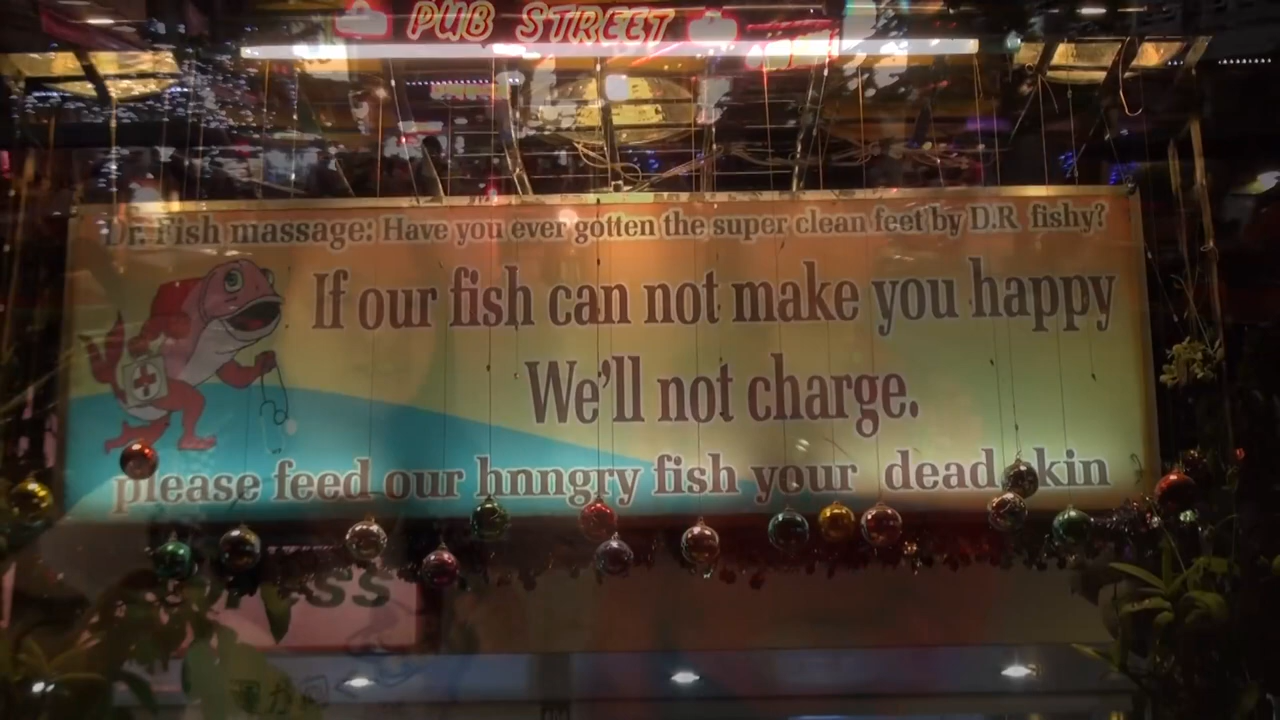 PUB STREET
Dr. Fish massage: Have you ever gotten the super clean feet by D.R fishy?
If our fish can not make you happy
We'll not charge.
please feed our hnngry fish your dead skin